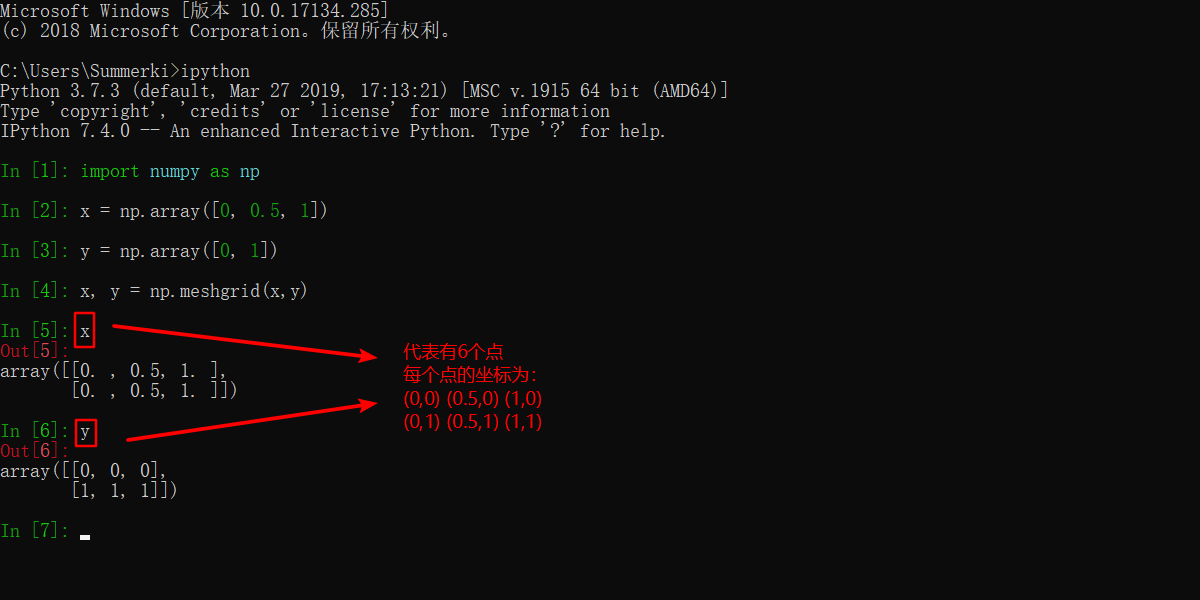 Microsoft Windows [版本 10.0.17134.285]
(c) 2018 Microsoft Corporation。保留所有权利。
C:\Users\Summerki>ipython
Python 3.7.3 (default, Mar 27 2019, 17:13:21) [MSC v.1915 64 bit (AMD64)]
Type 'copyright', 'credits' or 'license' for more information
IPython 7.4.0 -- An enhanced Interactive Python. Type '?' for help.
In [1]: import numpy as np
In [2]: x = np.array([0, 0.5, 1])
In [3]: y = np.array([0, 1])
In [4]: x, y = np.meshgrid(x,y)
In [5]: x
Out[5]:
array([[0. , 0.5, 1. ],
       [0. , 0.5, 1. ]])
In [6]: y
Out[6]:
array([[0, 0, 0],
       [1, 1, 1]])
In [7]:
代表有6个点
每个点的坐标为：
(0,0) (0.5,0) (1,0)
(0,1) (0.5,1) (1,1)